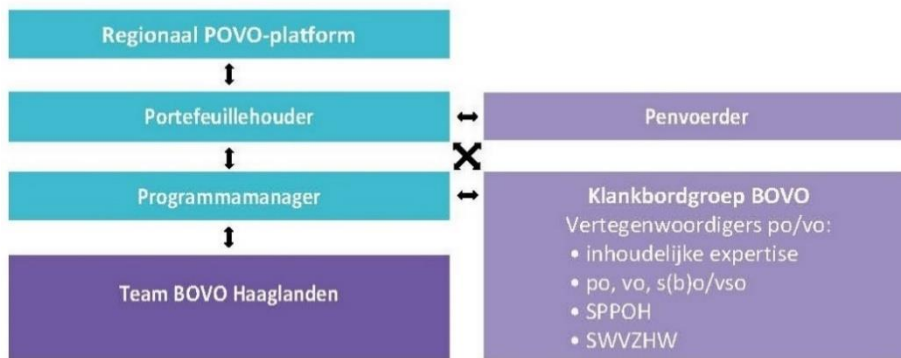 Regionaal POVO-platform
Portefeuillehouder
Penvoerder
Programmamanager
Klankbordgroep BOVO
Vertegenwoordigers po/vo:
• inhoudelijke expertise
• po, vo, s(b)o/vso
• SPPOH
• SWVZHW
Team BOVO Haaglanden